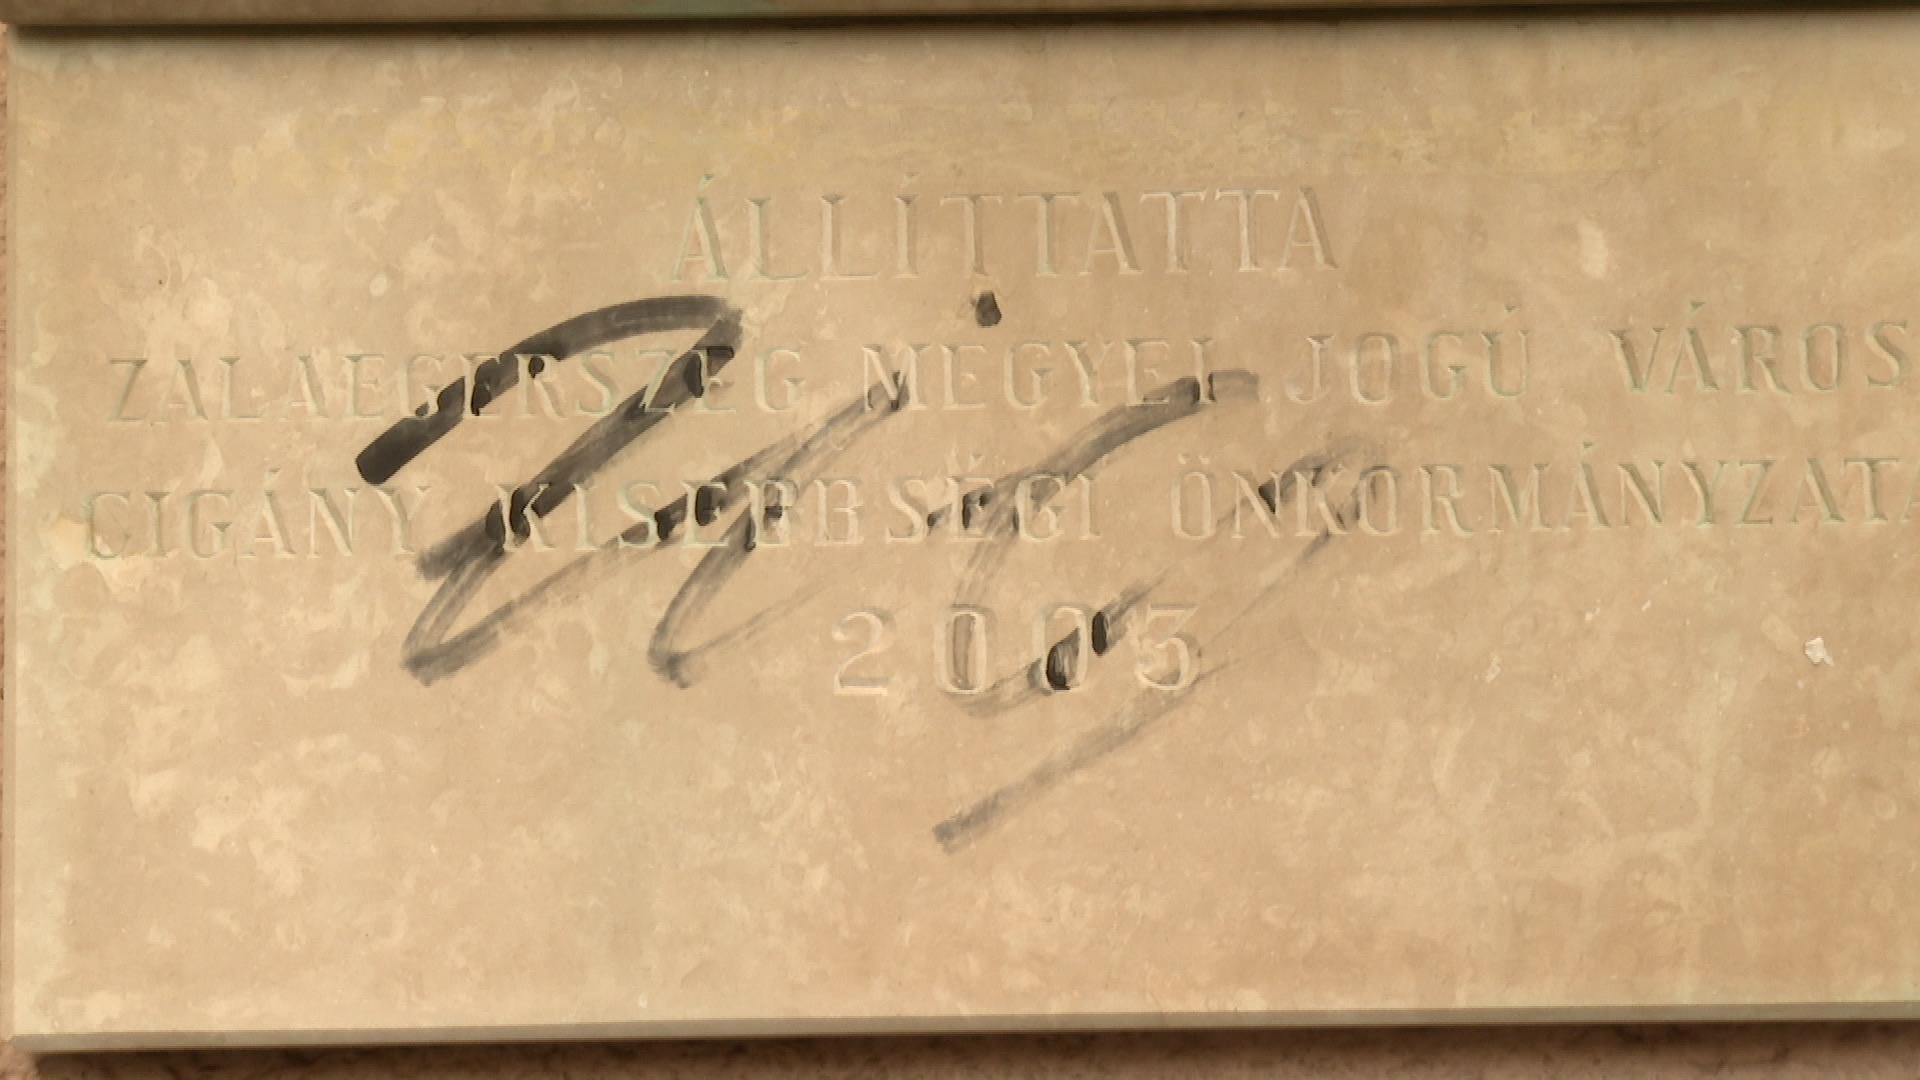 ÁLLÍTTATTA
ZALAEGERSZEG MEGYEI JOGÚ VÁROS
CIGÁNY KISEBBSÉGI ÖNKORMÁNYZATA
2003